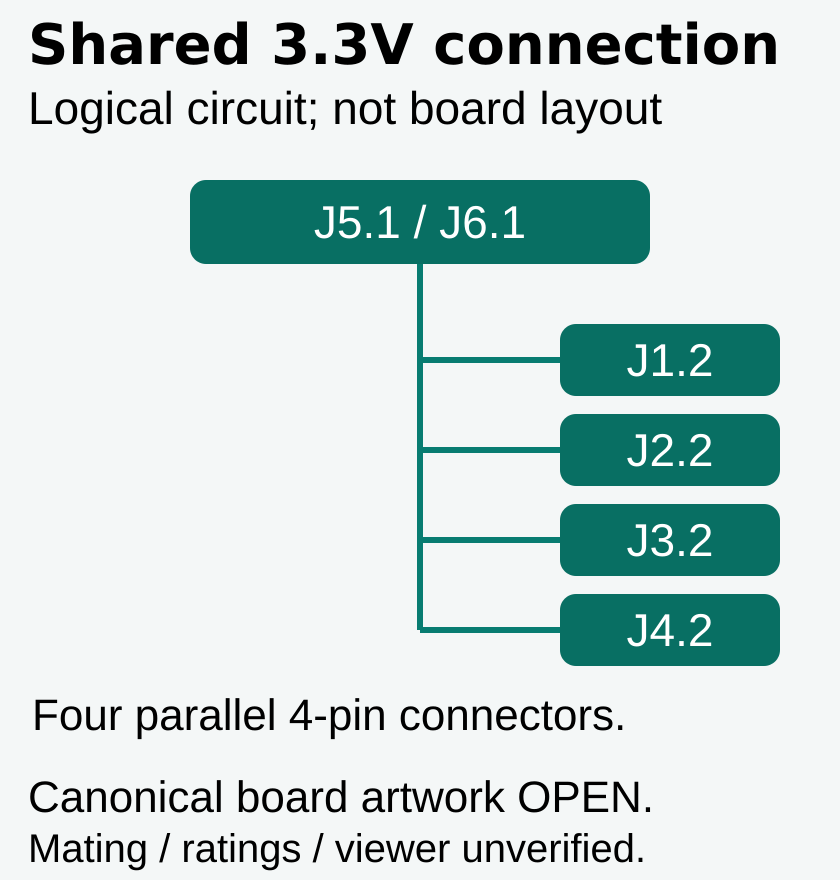 Shared 3.3V connection
Logical circuit; not board layout
J5.1 / J6.1
J1.2
J2.2
J3.2
J4.2
Four parallel 4-pin connectors.
Canonical board artwork OPEN.
Mating / ratings / viewer unverified.